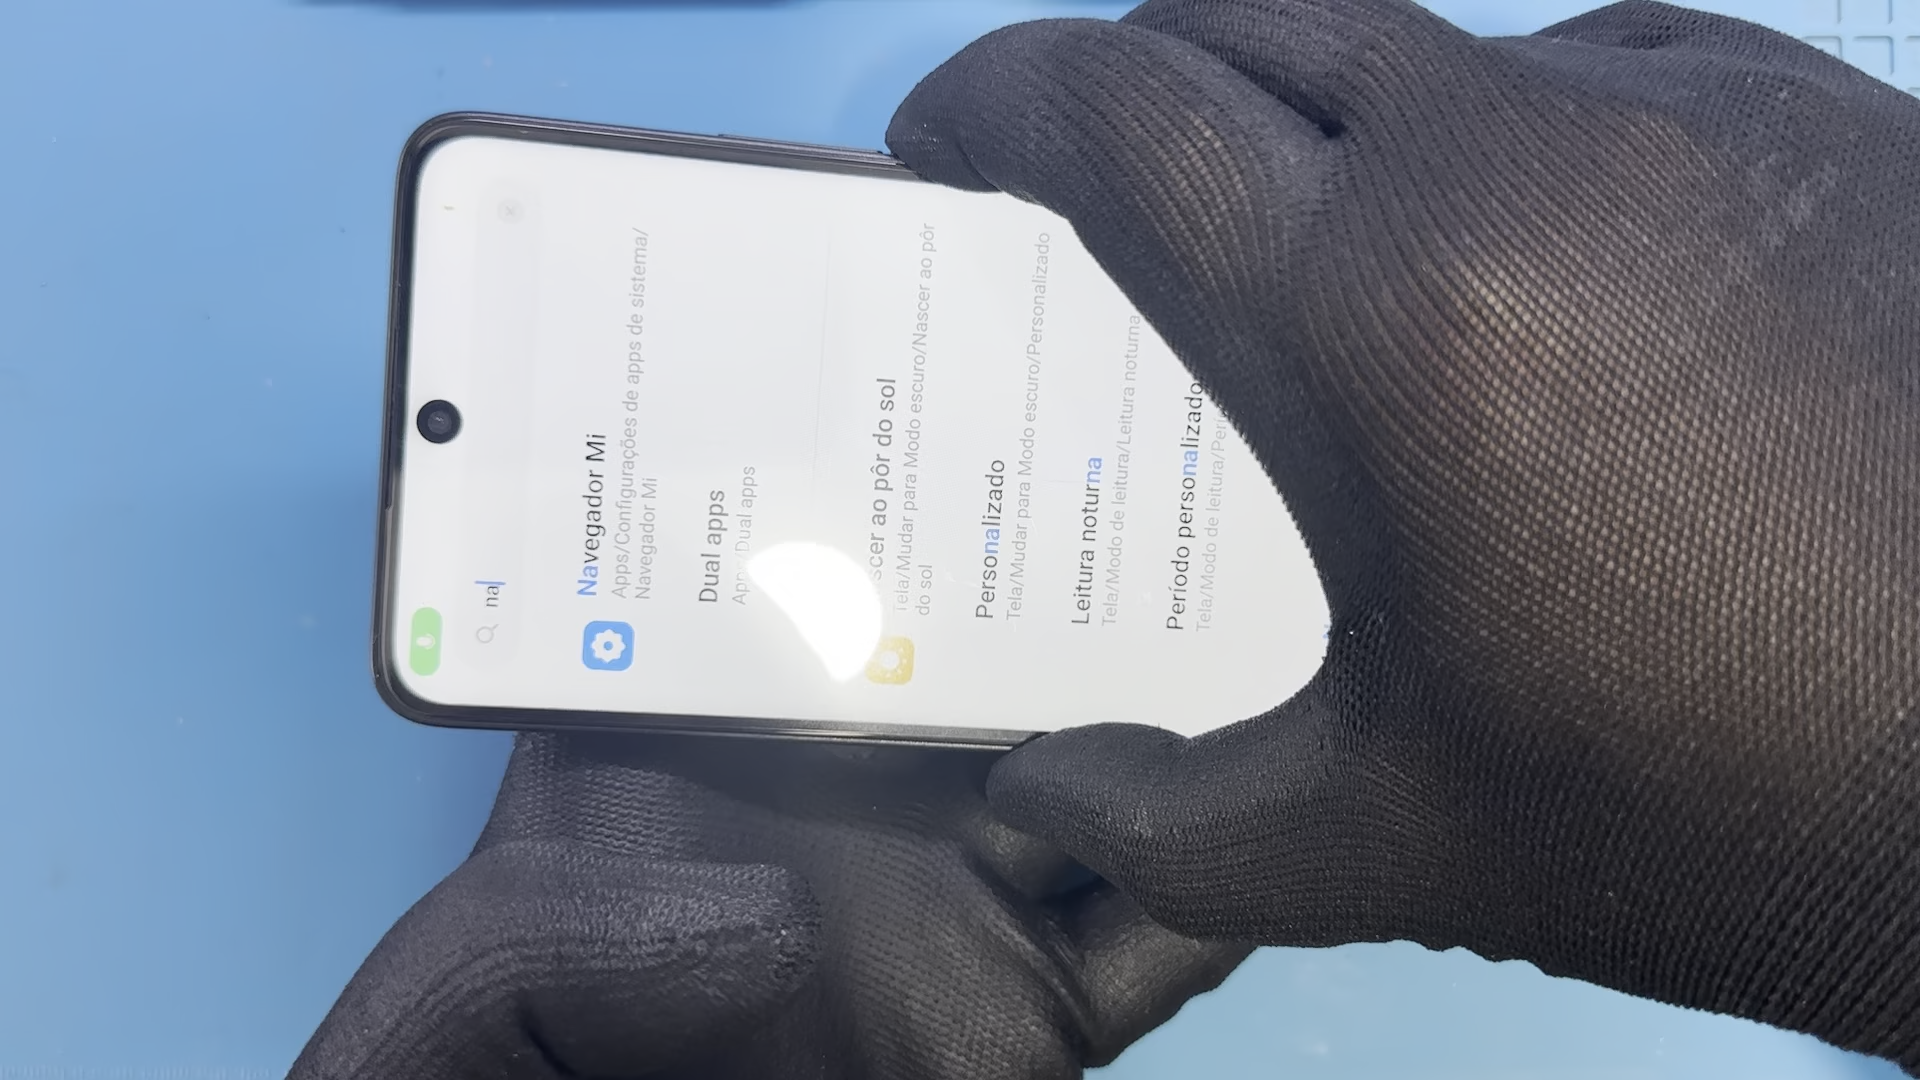 na
Navegador Mi
Apps/Configurações de apps de sistema/
Navegador Mi
Dual apps
Dual apps
ao pôr do sol
Tela/Mudar para Modo escuro/Nascer ao pôr
do sol
Personalizado
Tela/Mudar para Modo escuro/Personalizado
Leitura noturna
Tela/Modo de leitura/Leitura noturna
Período personalizado
Tela/Modo de leitura/